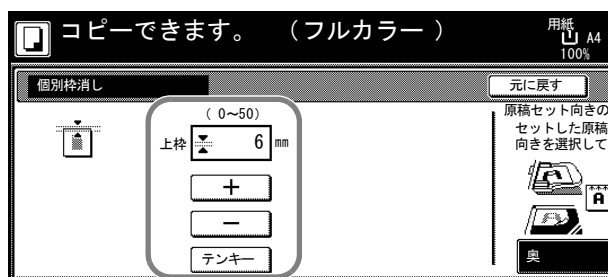 コピーできます。 （フルカラー ）
用紙
A4
100%
個別枠消し
元に戻す
( 0～50)
上枠 6 mm
＋
－
テンキー
原稿セット向きの
セットした原稿
向きを選択して
A
奥